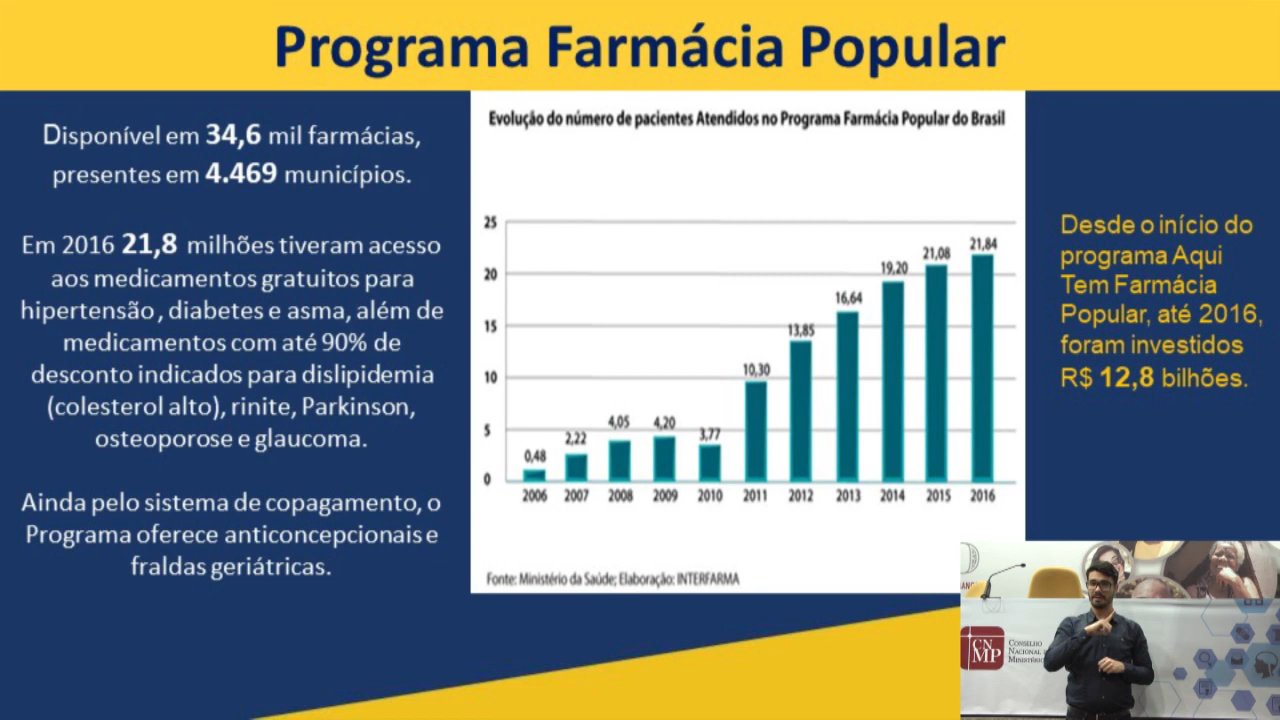 Programa Farmácia Popular
Disponível em 34,6 mil farmácias,
presentes em 4.469 municípios.
Em 2016 21,8 milhões tiveram acesso
aos medicamentos gratuitos para
hipertensão, diabetes e asma, além de
medicamentos com até 90% de
desconto indicados para dislipidemia
(colesterol alto), rinite, Parkinson,
osteoporose e glaucoma.
Ainda pelo sistema de copagamento, o
Programa oferece anticoncepcionais e
fraldas geriátricas.
Evolução do número de pacientes Atendidos no Programa Farmácia Popular do Brasil
25
20
15
10
5
0
0,48
2,22
4,05
4,20
3,77
10,30
13,85
16,64
19,20
21,08
21,84
2006 2007 2008 2009 2010 2011 2012 2013 2014 2015 2016
Fonte: Ministério da Saúde; Elaboração: INTERFARMA
Desde o início do
programa Aqui
Tem Farmácia
Popular, até 2016,
foram investidos
R$ 12,8 bilhões.
CN
MP
Conselho
Nacional